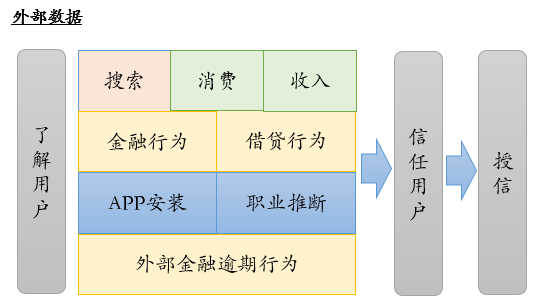 外部数据
了解用户
搜索 消费 收入
金融行为 借贷行为
APP安装 职业推断
外部金融逾期行为
信任用户
授信